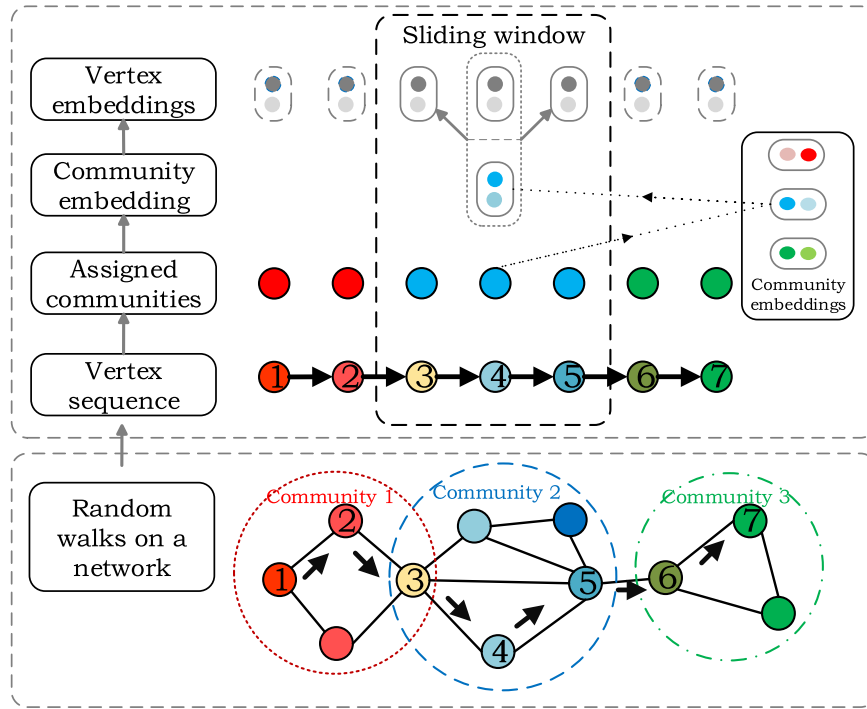 Sliding window
Vertex
embeddings
Community
embedding
Assigned
communities
Community
embeddings
Vertex
sequence
1 2 3 4 5 6 7
Random
walks on a
network
Community 1
Community 2
Community 3
2
7
1
3
5
6
4